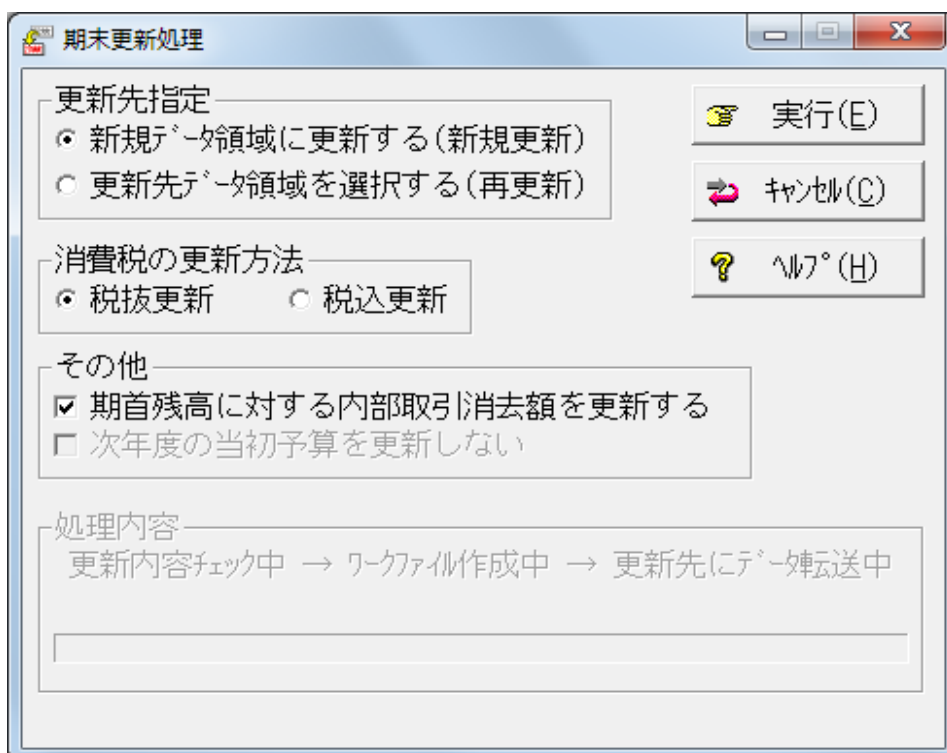 期末更新処理
更新先指定
新規ﾃﾞｰﾀ領域に更新する(新規更新)
更新先ﾃﾞｰﾀ領域を選択する(再更新)
実行(E)
ｷｬﾝｾﾙ(C)
ﾍﾙﾌﾟ(H)
消費税の更新方法
税抜更新 税込更新
その他
期首残高に対する内部取引消去額を更新する
次年度の当初予算を更新しない
処理内容
更新内容ﾁｪｯｸ中 → ﾜｰｸﾌｧｲﾙ作成中 → 更新先にﾃﾞｰﾀ転送中